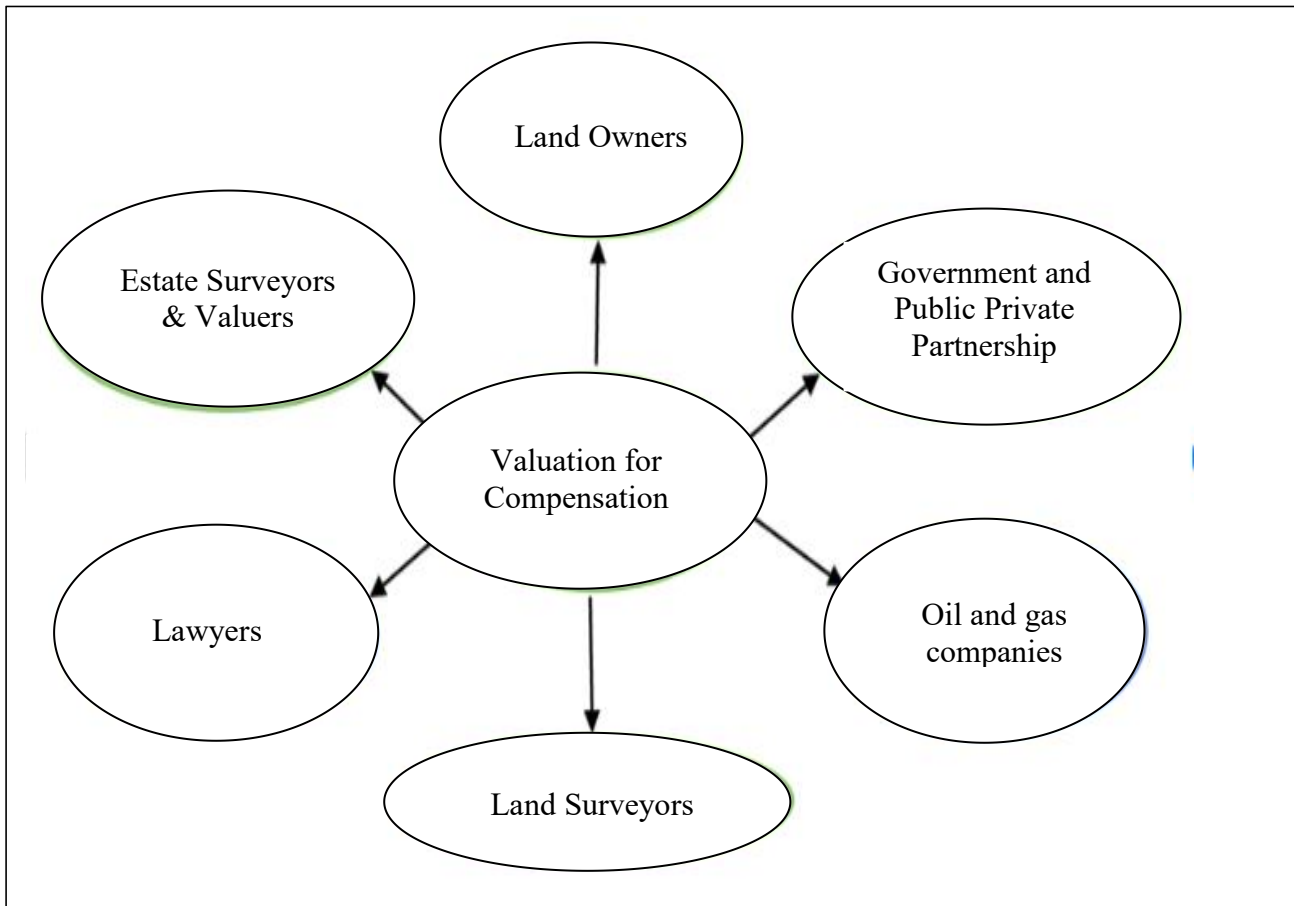 Land Owners
Estate Surveyors
& Valuers
Government and
Public Private
Partnership
Valuation for
Compensation
Lawyers
Oil and gas
companies
Land Surveyors